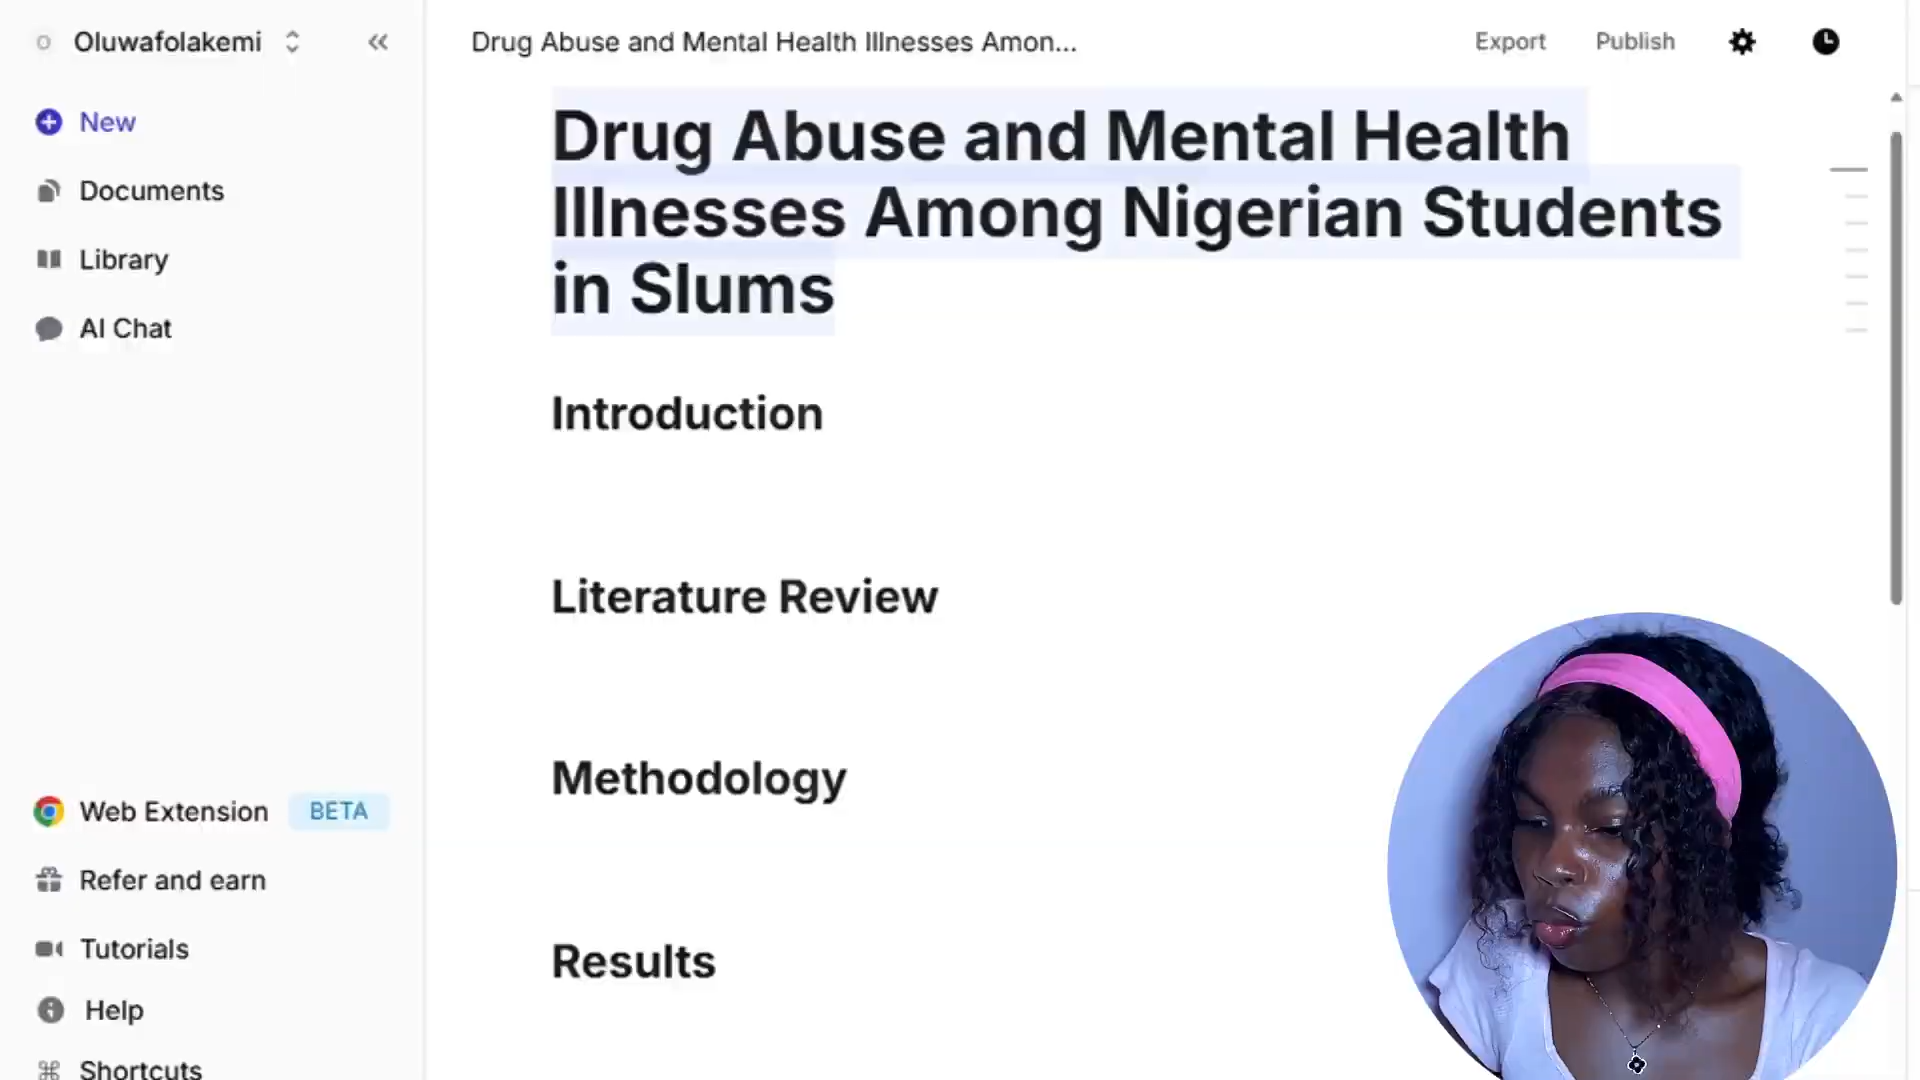 O Oluwafolakemi
Drug Abuse and Mental Health Illnesses Amon...
Export
Publish
New
Documents
Library
AI Chat
Drug Abuse and Mental Health
Illnesses Among Nigerian Students
in Slums
Introduction
Literature Review
Methodology
Results
Web Extension BETA
Refer and earn
Tutorials
Help
Shortcuts